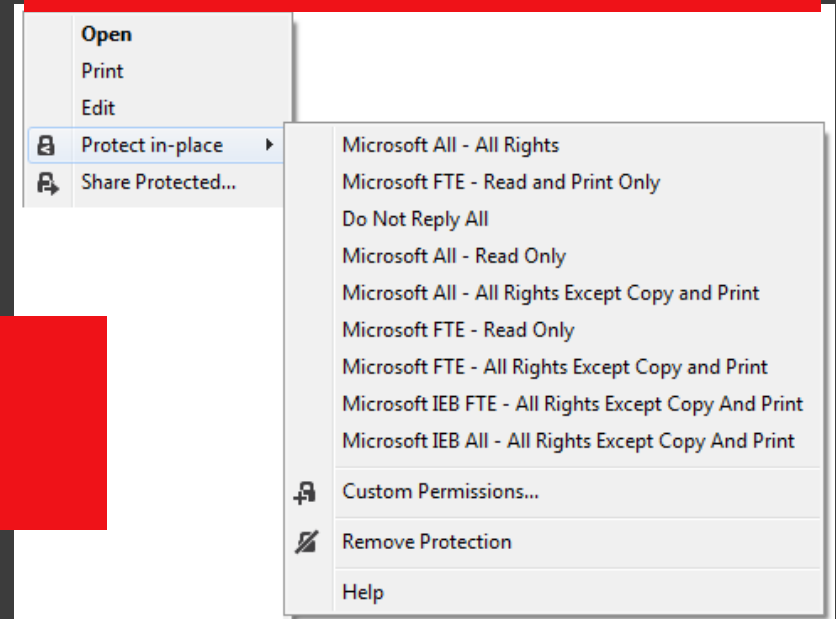 Open
Print
Edit
Protect in-place
Share Protected...
Microsoft All - All Rights
Microsoft FTE - Read and Print Only
Do Not Reply All
Microsoft All - Read Only
Microsoft All - All Rights Except Copy and Print
Microsoft FTE - Read Only
Microsoft FTE - All Rights Except Copy and Print
Microsoft IEB FTE - All Rights Except Copy And Print
Microsoft IEB All - All Rights Except Copy And Print
Custom Permissions...
Remove Protection
Help